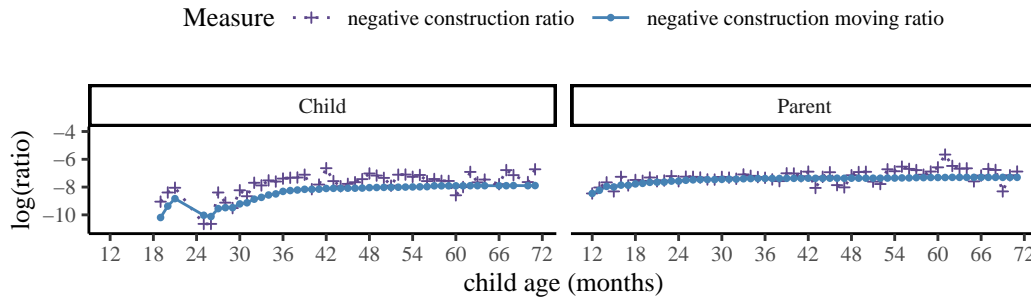 Measure negative construction ratio negative construction moving ratio
Child Parent
log(ratio)
−4
−6
−8
−10
12 18 24 30 36 42 48 54 60 66 72 12 18 24 30 36 42 48 54 60 66 72
child age (months)